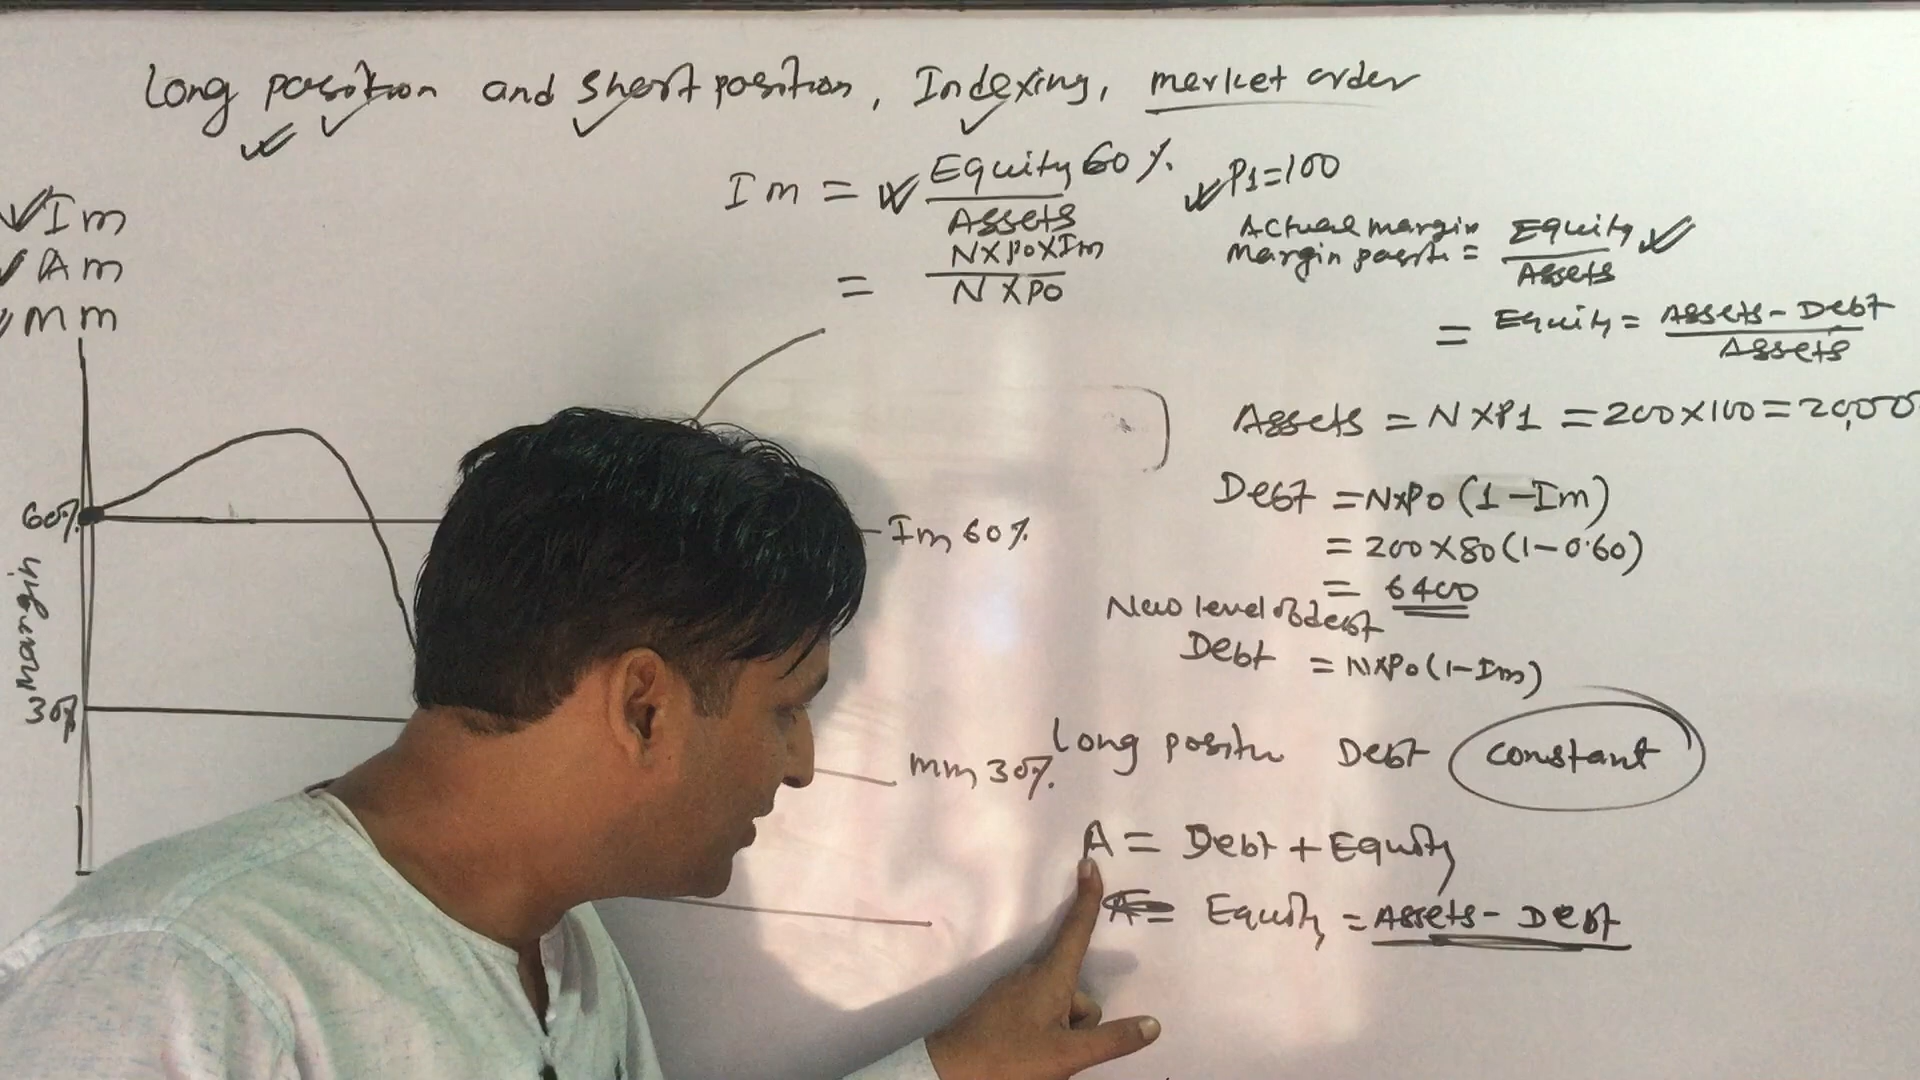 Long position and short position, Indexing, market order
Im = Equity 60%
Assets
= N×P0×Im
N×P0
P1=100
Actual margin
Margin positi = Equity
Assets
= Equity = Assets - Debt
Assets
Im
Am
mm
Assets = N×P1 = 200×100 = 20,000
Debt = N×P0 (1-Im)
= 200×80(1-0.60)
= 6400
New level of debt
Debt = N×P0(1-Im)
60%
margin
30%
Im 60%
mm 30%
Long positin Debt constant
A = Debt + Equity
Equity = Assets - Debt